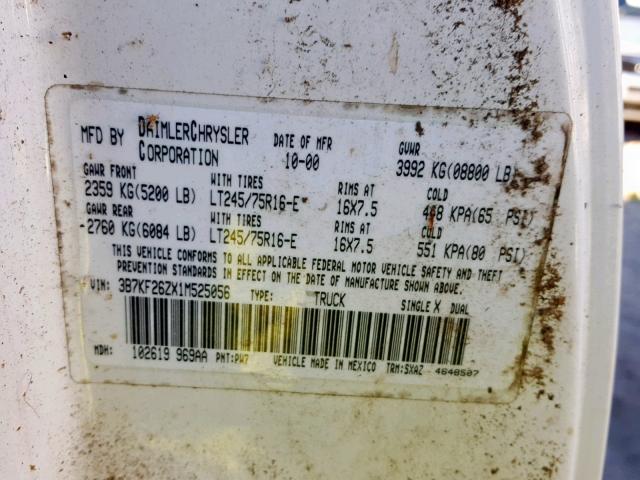 MFD BY DAIMLERCHRYSLER CORPORATION DATE OF MFR 10-00 GVWR 3992 KG(08800 LB)
GAWR FRONT WITH TIRES RIMS AT COLD
2359 KG(5200 LB) LT245/75R16-E 16X7.5 448 KPA(65 PSI)
GAWR REAR WITH TIRES RIMS AT COLD
2760 KG(6084 LB) LT245/75R16-E 16X7.5 551 KPA(80 PSI)
THIS VEHICLE CONFORMS TO ALL APPLICABLE FEDERAL MOTOR VEHICLE SAFETY AND THEFT
PREVENTION STANDARDS IN EFFECT ON THE DATE OF MANUFACTURE SHOWN ABOVE.
VIN: 3B7KF26ZX1M525056 TYPE: TRUCK SINGLE X DUAL
MDH: 102619 969AA PNT:PW7 VEHICLE MADE IN MEXICO TRM:SXAZ 4648507